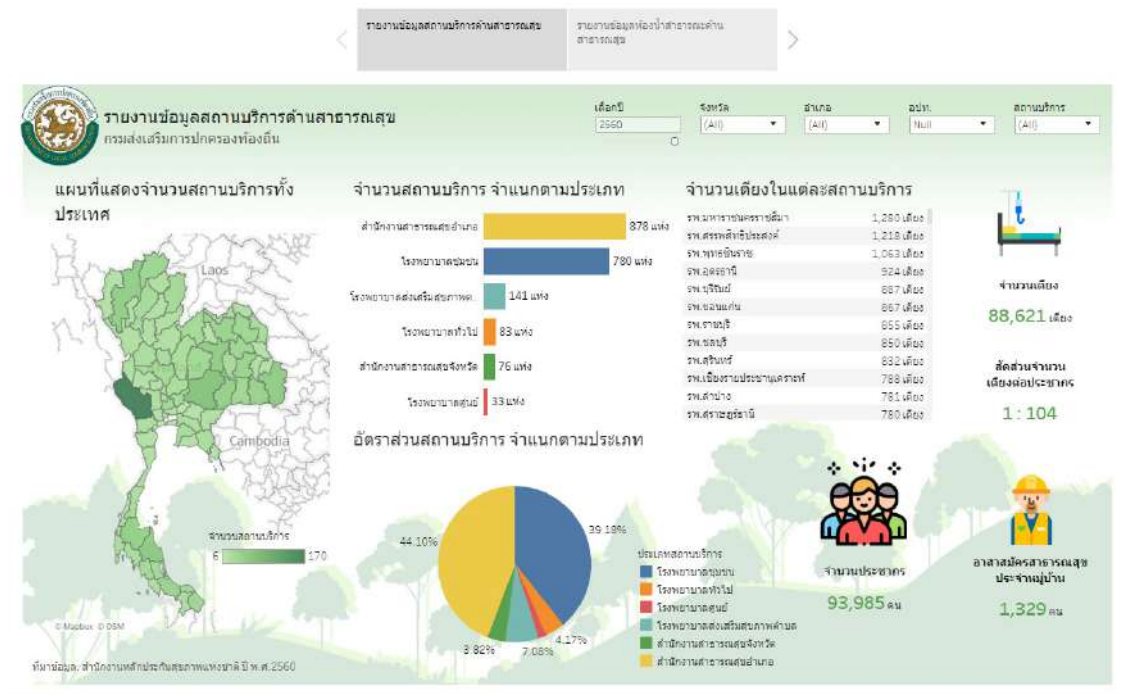 รายงานข้อมูลสถานบริการด้านสาธารณสุข
รายงานข้อมูลห้องน้ำสาธารณะด้าน
สาธารณสุข
รายงานข้อมูลสถานบริการด้านสาธารณสุข
กรมส่งเสริมการปกครองท้องถิ่น
เลือกปี
2560
จังหวัด
(All)
อำเภอ
(All)
อปท.
Null
สถานบริการ
(All)
แผนที่แสดงจำนวนสถานบริการทั้ง
ประเทศ
Laos
Cambodia
จำนวนสถานบริการ
6
170
© Mapbox © OSM
จำนวนสถานบริการ จำแนกตามประเภท
สำนักงานสาธารณสุขอำเภอ 878 แห่ง
โรงพยาบาลชุมชน 780 แห่ง
โรงพยาบาลส่งเสริมสุขภาพต.. 141 แห่ง
โรงพยาบาลทั่วไป 83 แห่ง
สำนักงานสาธารณสุขจังหวัด 76 แห่ง
โรงพยาบาลศูนย์ 33 แห่ง
จำนวนเตียงในแต่ละสถานบริการ
รพ.มหาราชนครราชสีมา 1,280 เตียง
รพ.สรรพสิทธิประสงค์ 1,218 เตียง
รพ.พุทธชินราช 1,063 เตียง
รพ.อุดรธานี 924 เตียง
รพ.บุรีรัมย์ 887 เตียง
รพ.ขอนแก่น 867 เตียง
รพ.ราชบุรี 855 เตียง
รพ.ชลบุรี 850 เตียง
รพ.สุรินทร์ 832 เตียง
รพ.เชียงรายประชานุเคราะห์ 788 เตียง
รพ.ลำปาง 781 เตียง
รพ.สุราษฎร์ธานี 780 เตียง
จำนวนเตียง
88,621 เตียง
สัดส่วนจำนวน
เตียงต่อประชากร
1 : 104
อัตราส่วนสถานบริการ จำแนกตามประเภท
44.10%
39.18%
4.17%
7.08%
3.82%
ประเภทสถานบริการ
โรงพยาบาลชุมชน
โรงพยาบาลทั่วไป
โรงพยาบาลศูนย์
โรงพยาบาลส่งเสริมสุขภาพตำบล
สำนักงานสาธารณสุขจังหวัด
สำนักงานสาธารณสุขอำเภอ
จำนวนประชากร
93,985 คน
อาสาสมัครสาธารณสุข
ประจำหมู่บ้าน
1,329 คน
ที่มาข้อมูล. สำนักงานหลักประกันสุขภาพแห่งชาติ ปี พ.ศ.2560